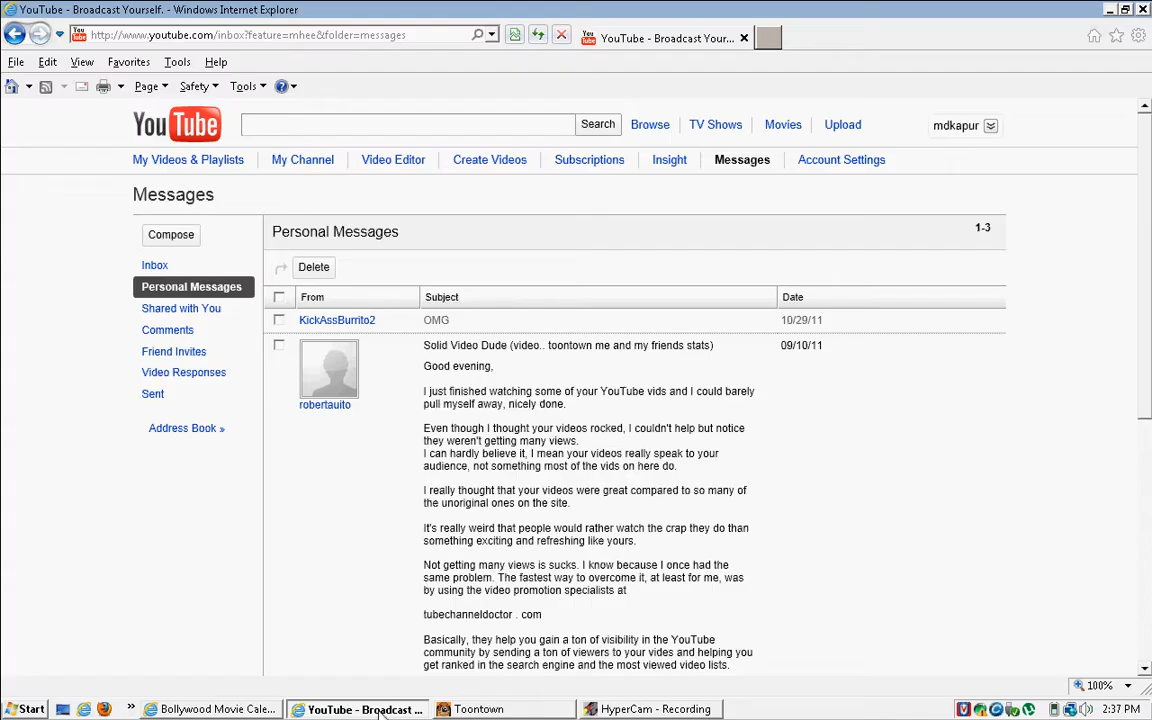 YouTube - Broadcast Yourself. - Windows Internet Explorer
http://www.youtube.com/inbox?feature=mhee&folder=messages
YouTube - Broadcast Your...
File Edit View Favorites Tools Help
Page Safety Tools
YouTube Search Browse TV Shows Movies Upload mdkapur
My Videos & Playlists My Channel Video Editor Create Videos Subscriptions Insight Messages Account Settings
Messages
Compose
Inbox
Personal Messages
Shared with You
Comments
Friend Invites
Video Responses
Sent
Address Book »
Personal Messages 1-3
Delete
From Subject Date
KickAssBurrito2 OMG 10/29/11
robertauito
Solid Video Dude (video.. toontown me and my friends stats) 09/10/11
Good evening,
I just finished watching some of your YouTube vids and I could barely
pull myself away, nicely done.
Even though I thought your videos rocked, I couldn't help but notice
they weren't getting many views.
I can hardly believe it, I mean your videos really speak to your
audience, not something most of the vids on here do.
I really thought that your videos were great compared to so many of
the unoriginal ones on the site.
It's really weird that people would rather watch the crap they do than
something exciting and refreshing like yours.
Not getting many views is sucks. I know because I once had the
same problem. The fastest way to overcome it, at least for me, was
by using the video promotion specialists at
tubechanneldoctor . com
Basically, they help you gain a ton of visibility in the YouTube
community by sending a ton of viewers to your vides and helping you
get ranked in the search engine and the most viewed video lists.
100%
Start Bollywood Movie Cale... YouTube - Broadcast ... Toontown HyperCam - Recording 2:37 PM